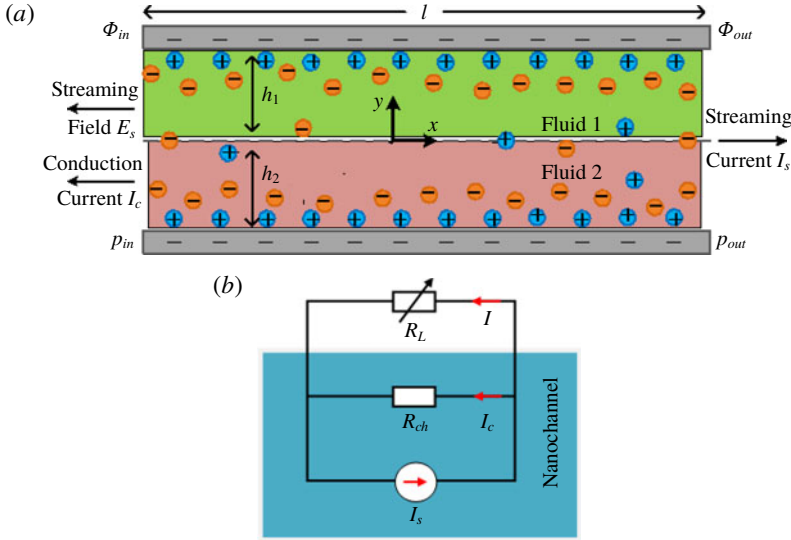 (a)
l
Φin
Φout
Streaming
Field Es
h1
y
x
Fluid 1
Streaming
Current Is
Conduction
Current Ic
h2
Fluid 2
pin
pout
(b)
RL
I
Rch
Ic
Is
Nanochannel